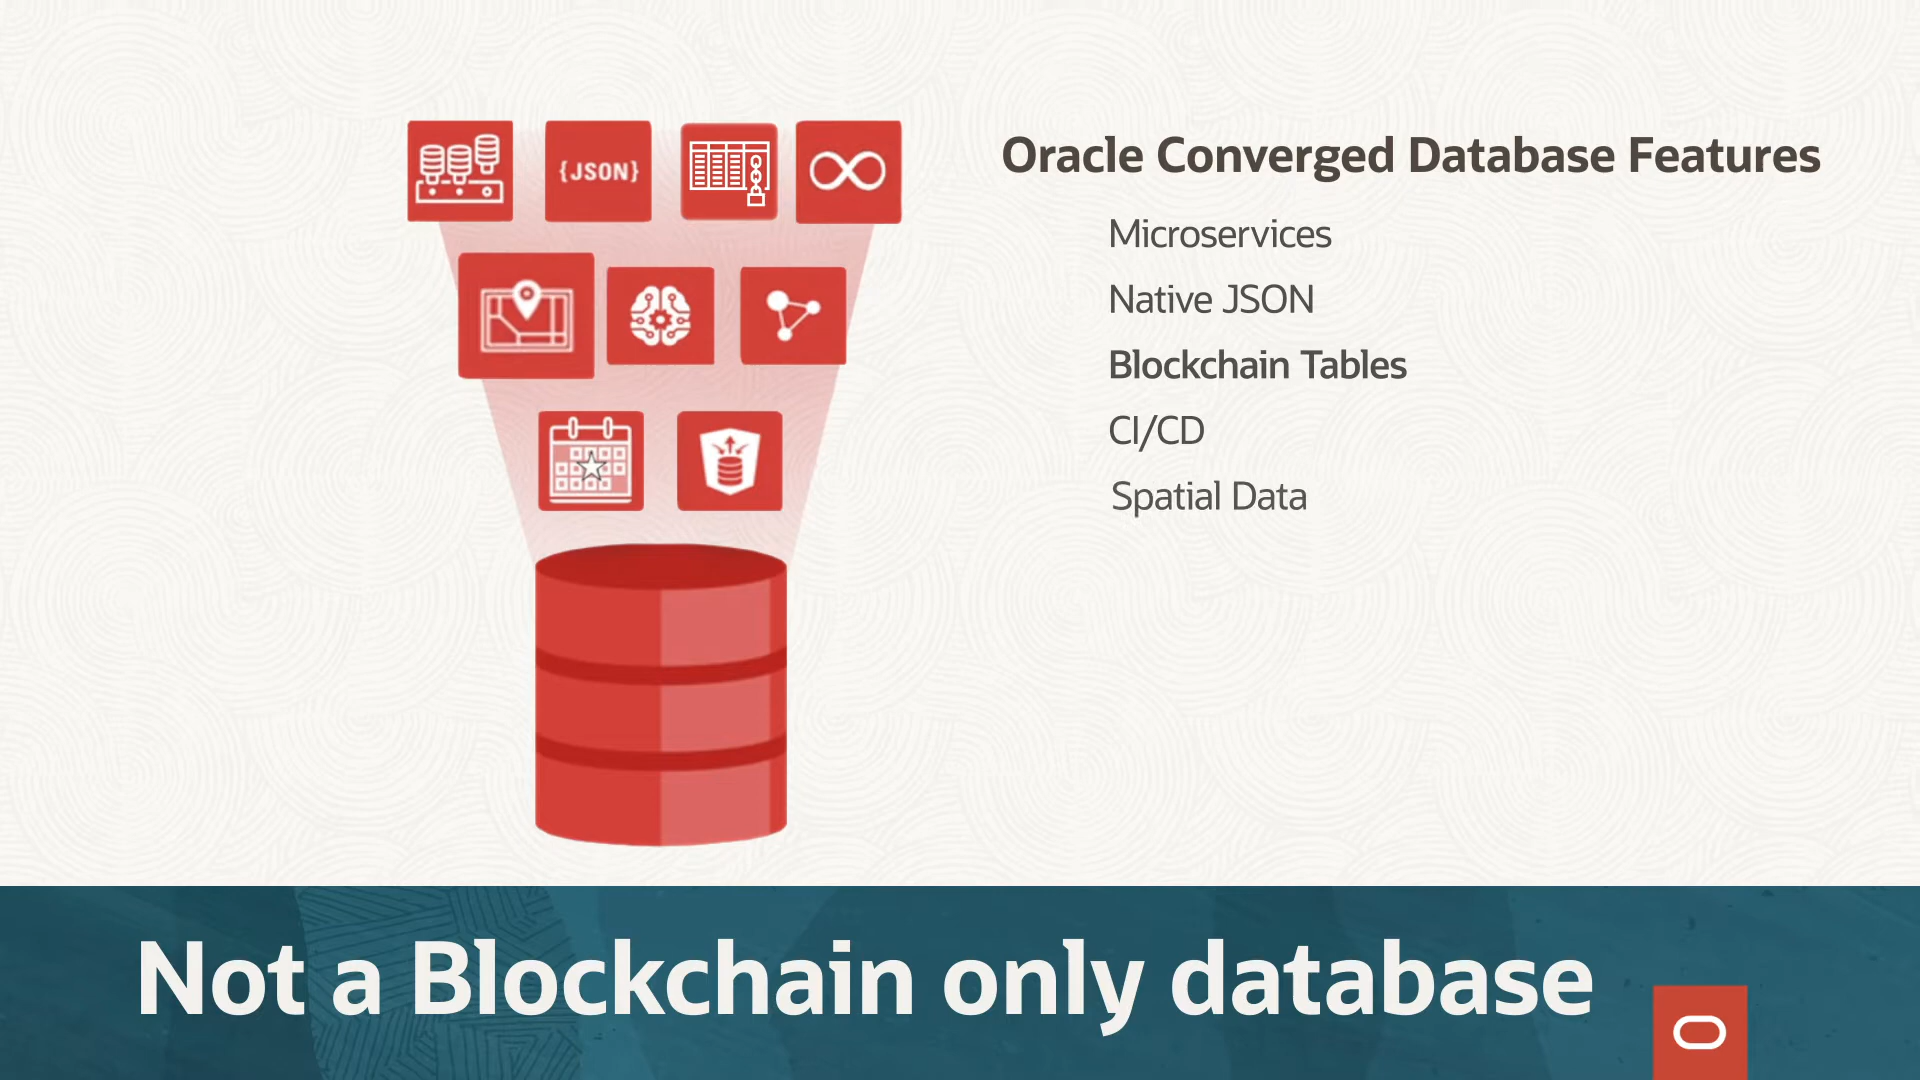 {JSON}
Oracle Converged Database Features
Microservices
Native JSON
Blockchain Tables
CI/CD
Spatial Data
Not a Blockchain only database